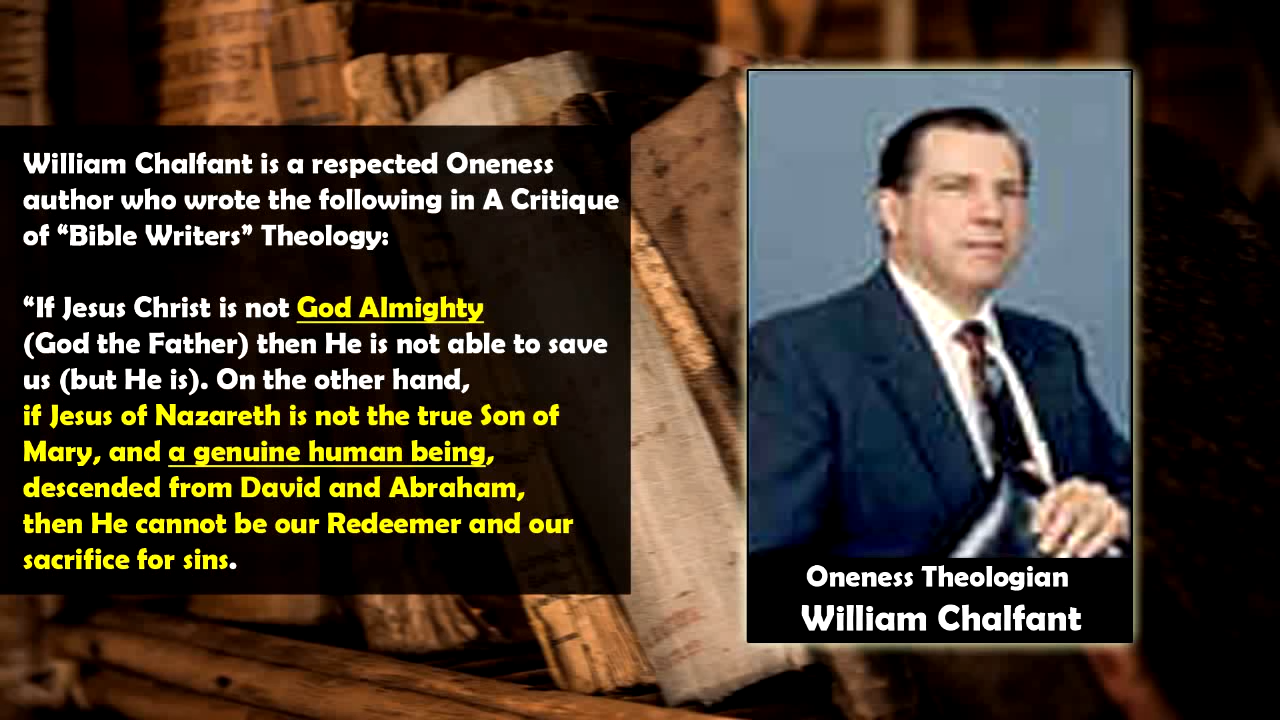 William Chalfant is a respected Oneness
author who wrote the following in A Critique
of “Bible Writers” Theology:
“If Jesus Christ is not God Almighty
(God the Father) then He is not able to save
us (but He is). On the other hand,
if Jesus of Nazareth is not the true Son of
Mary, and a genuine human being,
descended from David and Abraham,
then He cannot be our Redeemer and our
sacrifice for sins.
Oneness Theologian
William Chalfant